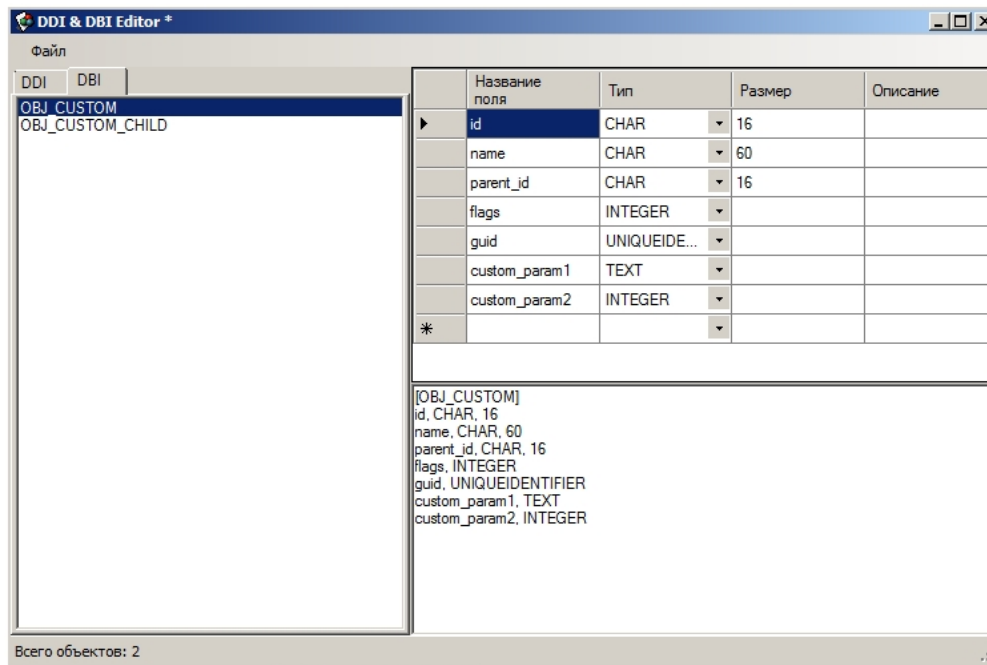 DDI & DBI Editor *
Файл
DDI DBI
OBJ_CUSTOM
OBJ_CUSTOM_CHILD
Название поля Тип Размер Описание
id CHAR 16
name CHAR 60
parent_id CHAR 16
flags INTEGER
guid UNIQUEIDE...
custom_param1 TEXT
custom_param2 INTEGER
[OBJ_CUSTOM]
id, CHAR, 16
name, CHAR, 60
parent_id, CHAR, 16
flags, INTEGER
guid, UNIQUEIDENTIFIER
custom_param1, TEXT
custom_param2, INTEGER
Всего объектов: 2